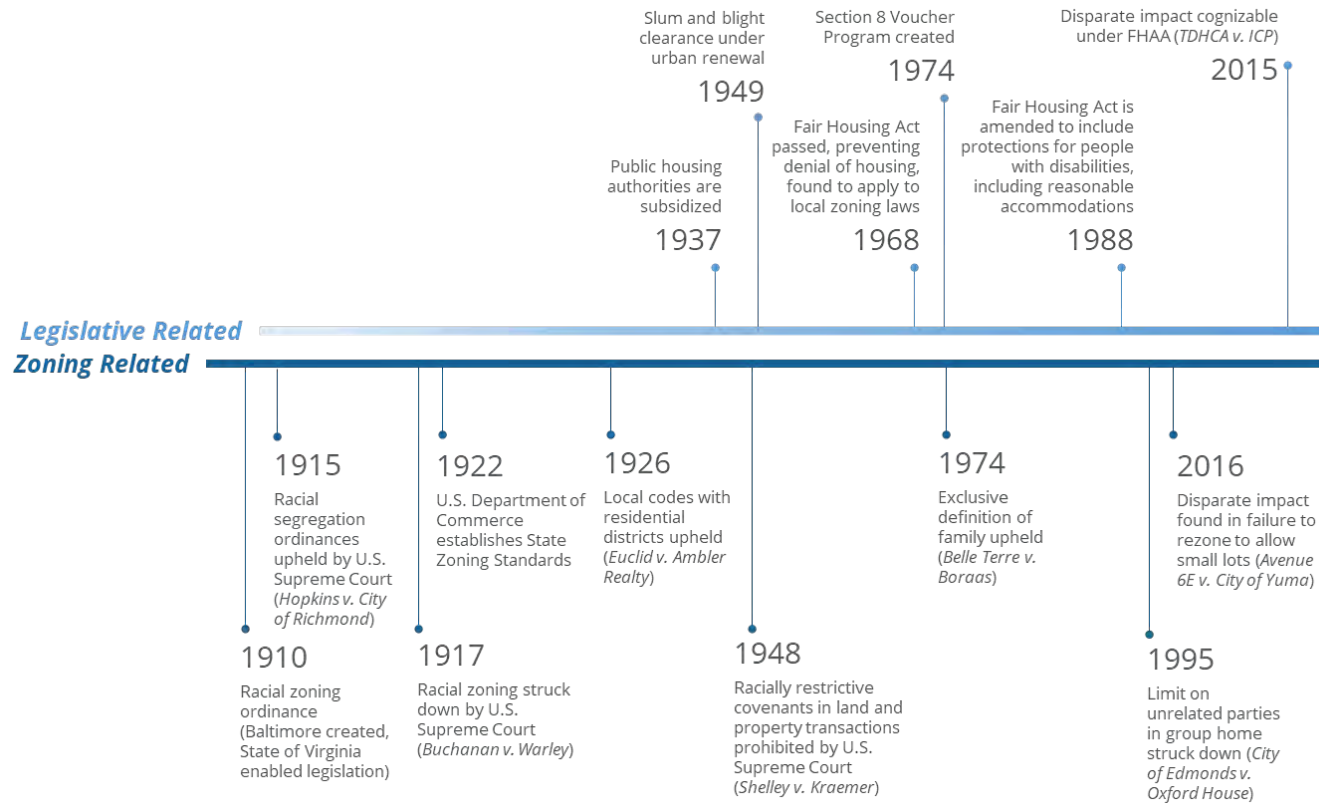 Slum and blight
clearance under
urban renewal
1949
Section 8 Voucher
Program created
1974
Disparate impact cognizable
under FHAA (TDHCA v. ICP)
2015
Public housing
authorities are
subsidized
1937
Fair Housing Act
passed, preventing
denial of housing,
found to apply to
local zoning laws
1968
Fair Housing Act is
amended to include
protections for people
with disabilities,
including reasonable
accommodations
1988
Legislative Related
Zoning Related
1915
Racial
segregation
ordinances
upheld by U.S.
Supreme Court
(Hopkins v. City
of Richmond)
1922
U.S. Department of
Commerce
establishes State
Zoning Standards
1926
Local codes with
residential
districts upheld
(Euclid v. Ambler
Realty)
1974
Exclusive
definition of
family upheld
(Belle Terre v.
Boraas)
2016
Disparate impact
found in failure to
rezone to allow
small lots (Avenue
6E v. City of Yuma)
1910
Racial zoning
ordinance
(Baltimore created,
State of Virginia
enabled legislation)
1917
Racial zoning struck
down by U.S.
Supreme Court
(Buchanan v. Warley)
1948
Racially restrictive
covenants in land and
property transactions
prohibited by U.S.
Supreme Court
(Shelley v. Kraemer)
1995
Limit on
unrelated parties
in group home
struck down (City
of Edmonds v.
Oxford House)